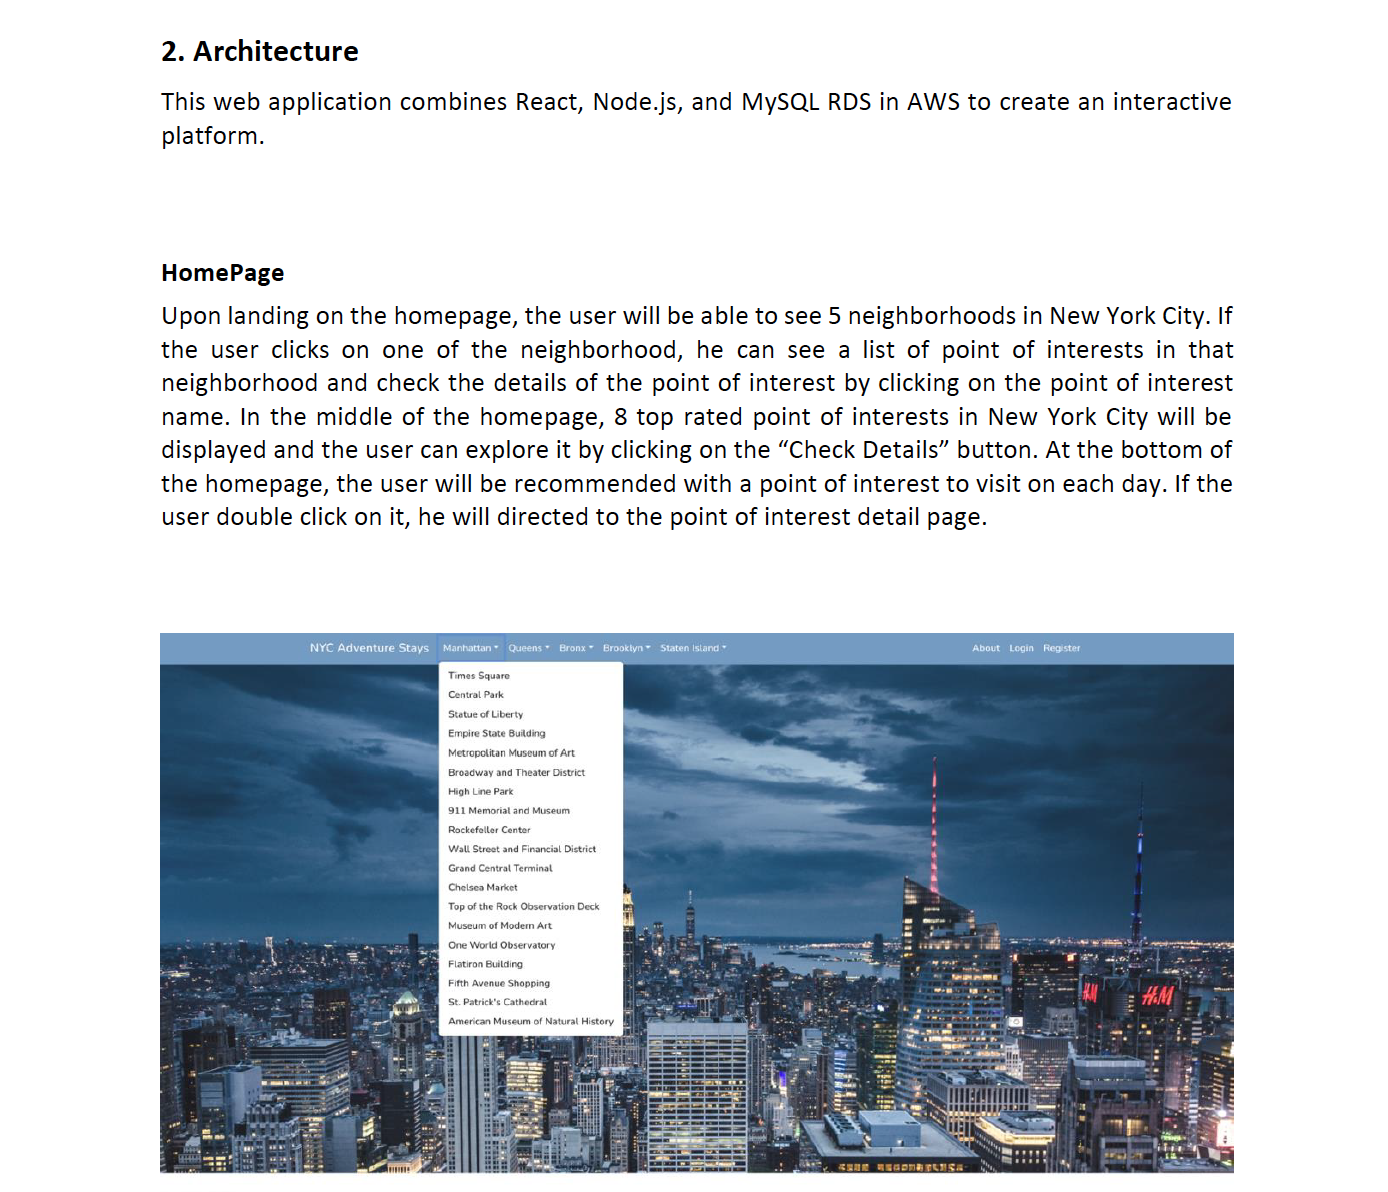 2. Architecture
This web application combines React, Node.js, and MySQL RDS in AWS to create an interactive
platform.
HomePage
Upon landing on the homepage, the user will be able to see 5 neighborhoods in New York City. If
the user clicks on one of the neighborhood, he can see a list of point of interests in that
neighborhood and check the details of the point of interest by clicking on the point of interest
name. In the middle of the homepage, 8 top rated point of interests in New York City will be
displayed and the user can explore it by clicking on the “Check Details” button. At the bottom of
the homepage, the user will be recommended with a point of interest to visit on each day. If the
user double click on it, he will directed to the point of interest detail page.
NYC Adventure Stays Manhattan Queens Bronx Brooklyn Staten Island About Login Register
Times Square
Central Park
Statue of Liberty
Empire State Building
Metropolitan Museum of Art
Broadway and Theater District
High Line Park
911 Memorial and Museum
Rockefeller Center
Wall Street and Financial District
Grand Central Terminal
Chelsea Market
Top of the Rock Observation Deck
Museum of Modern Art
One World Observatory
Flatiron Building
Fifth Avenue Shopping
St. Patrick's Cathedral
American Museum of Natural History
H&M
H&M